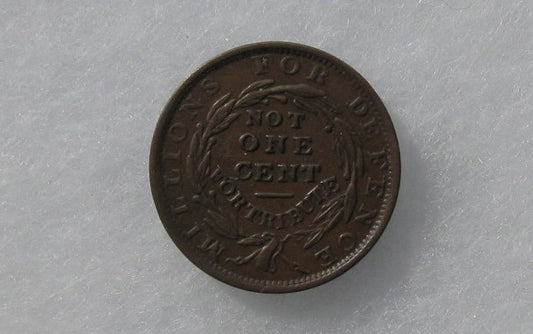 MILLIONS FOR DEFENCE
NOT
ONE
CENT
FOR TRIBUTE